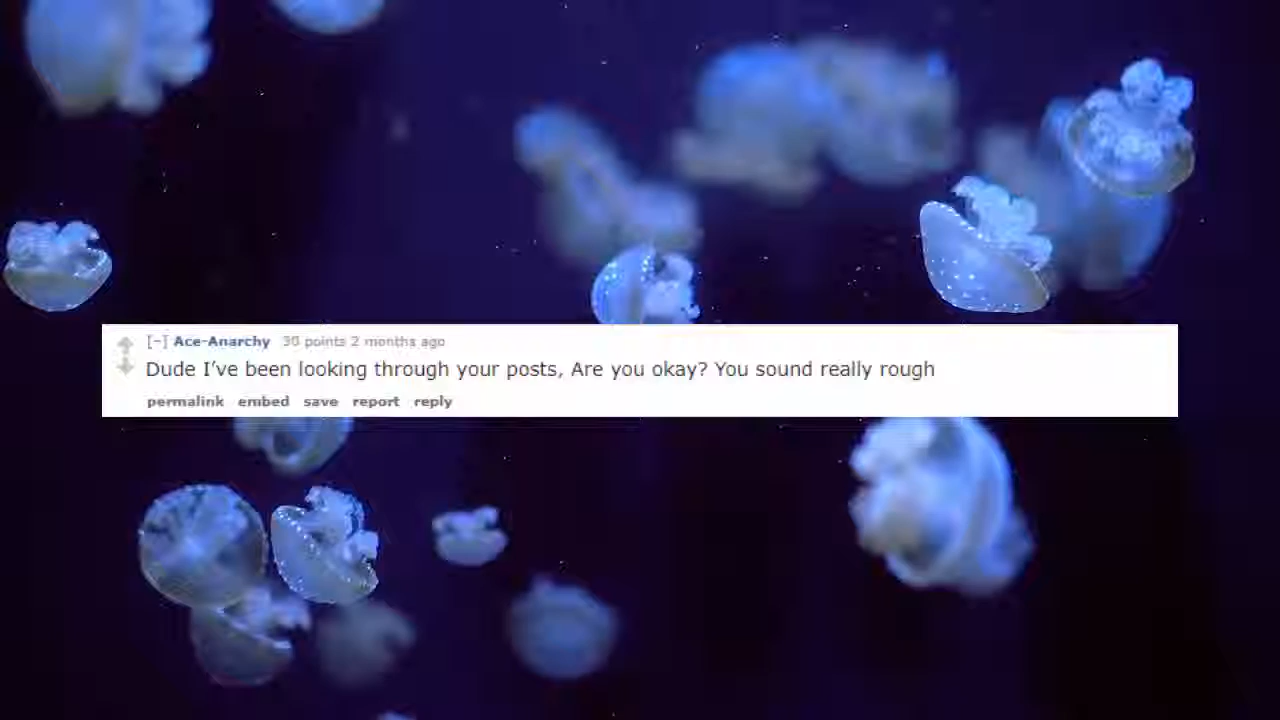 [–] Ace-Anarchy 30 points 2 months ago
Dude I’ve been looking through your posts, Are you okay? You sound really rough
permalink embed save report reply